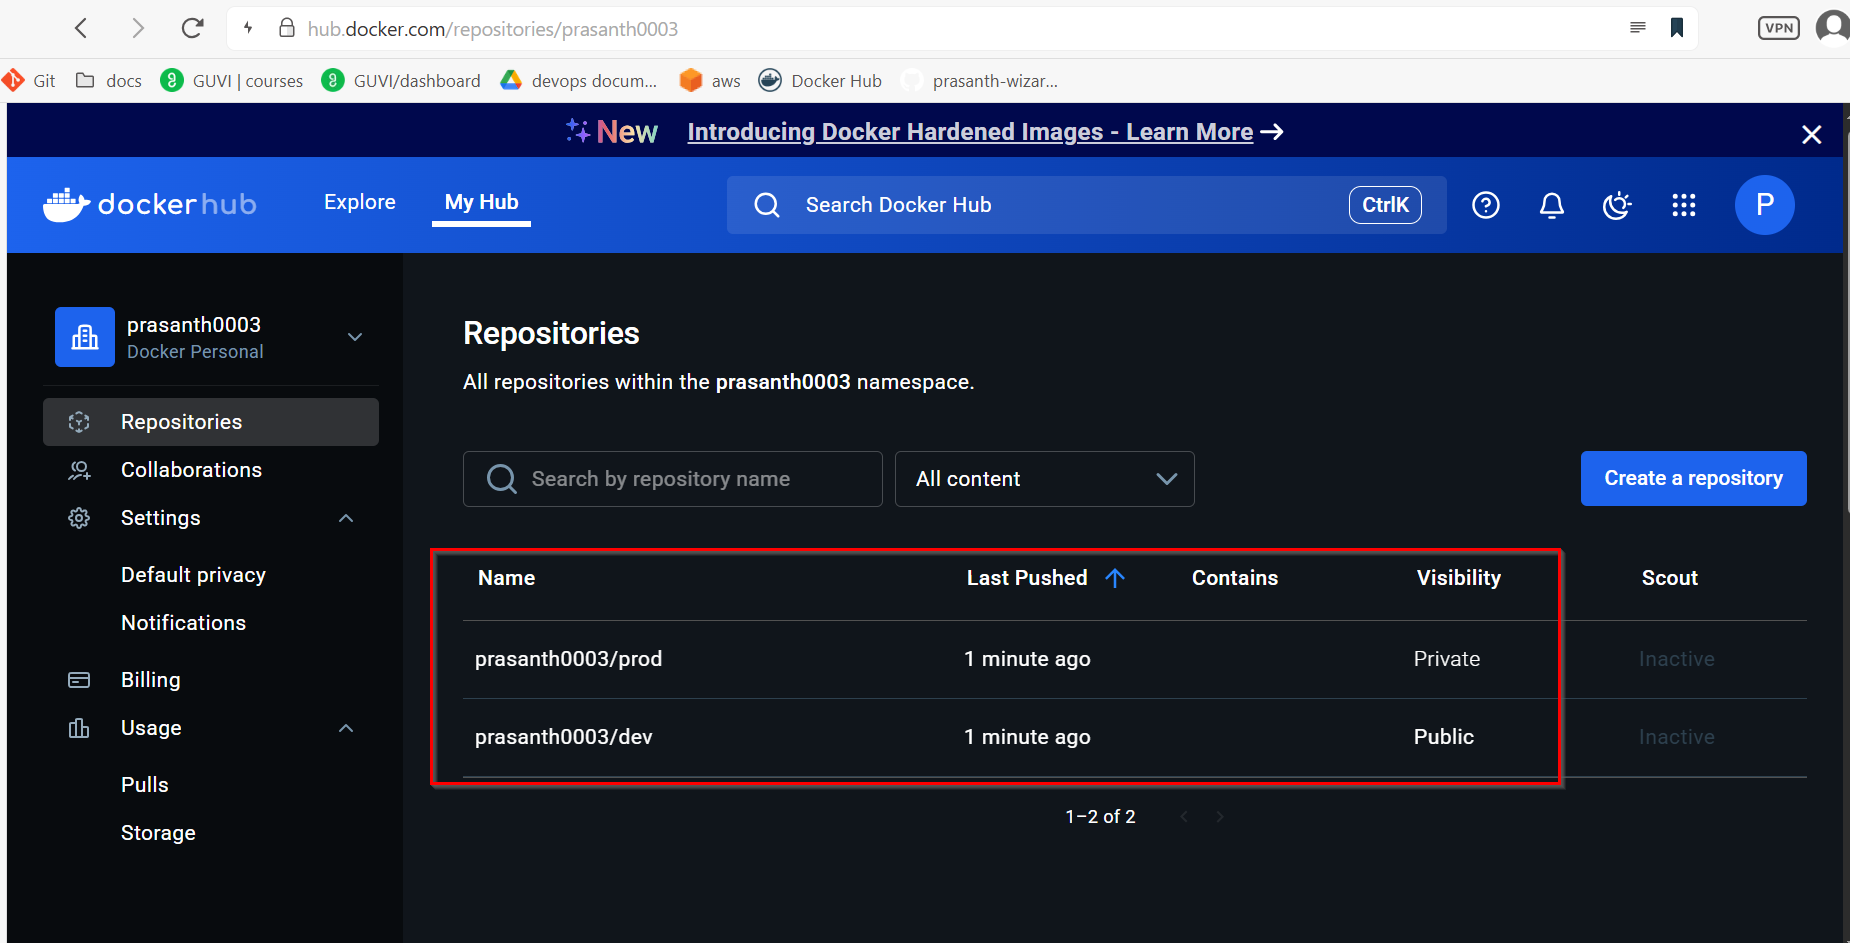 hub.docker.com/repositories/prasanth0003
VPN
Git docs GUVI | courses GUVI/dashboard devops docum... aws Docker Hub prasanth-wizar...
New Introducing Docker Hardened Images - Learn More →
dockerhub Explore My Hub Search Docker Hub CtrlK P
prasanth0003
Docker Personal
Repositories
Collaborations
Settings
Default privacy
Notifications
Billing
Usage
Pulls
Storage
Repositories
All repositories within the prasanth0003 namespace.
Search by repository name All content Create a repository
Name Last Pushed ↑ Contains Visibility Scout
prasanth0003/prod 1 minute ago Private Inactive
prasanth0003/dev 1 minute ago Public Inactive
1–2 of 2